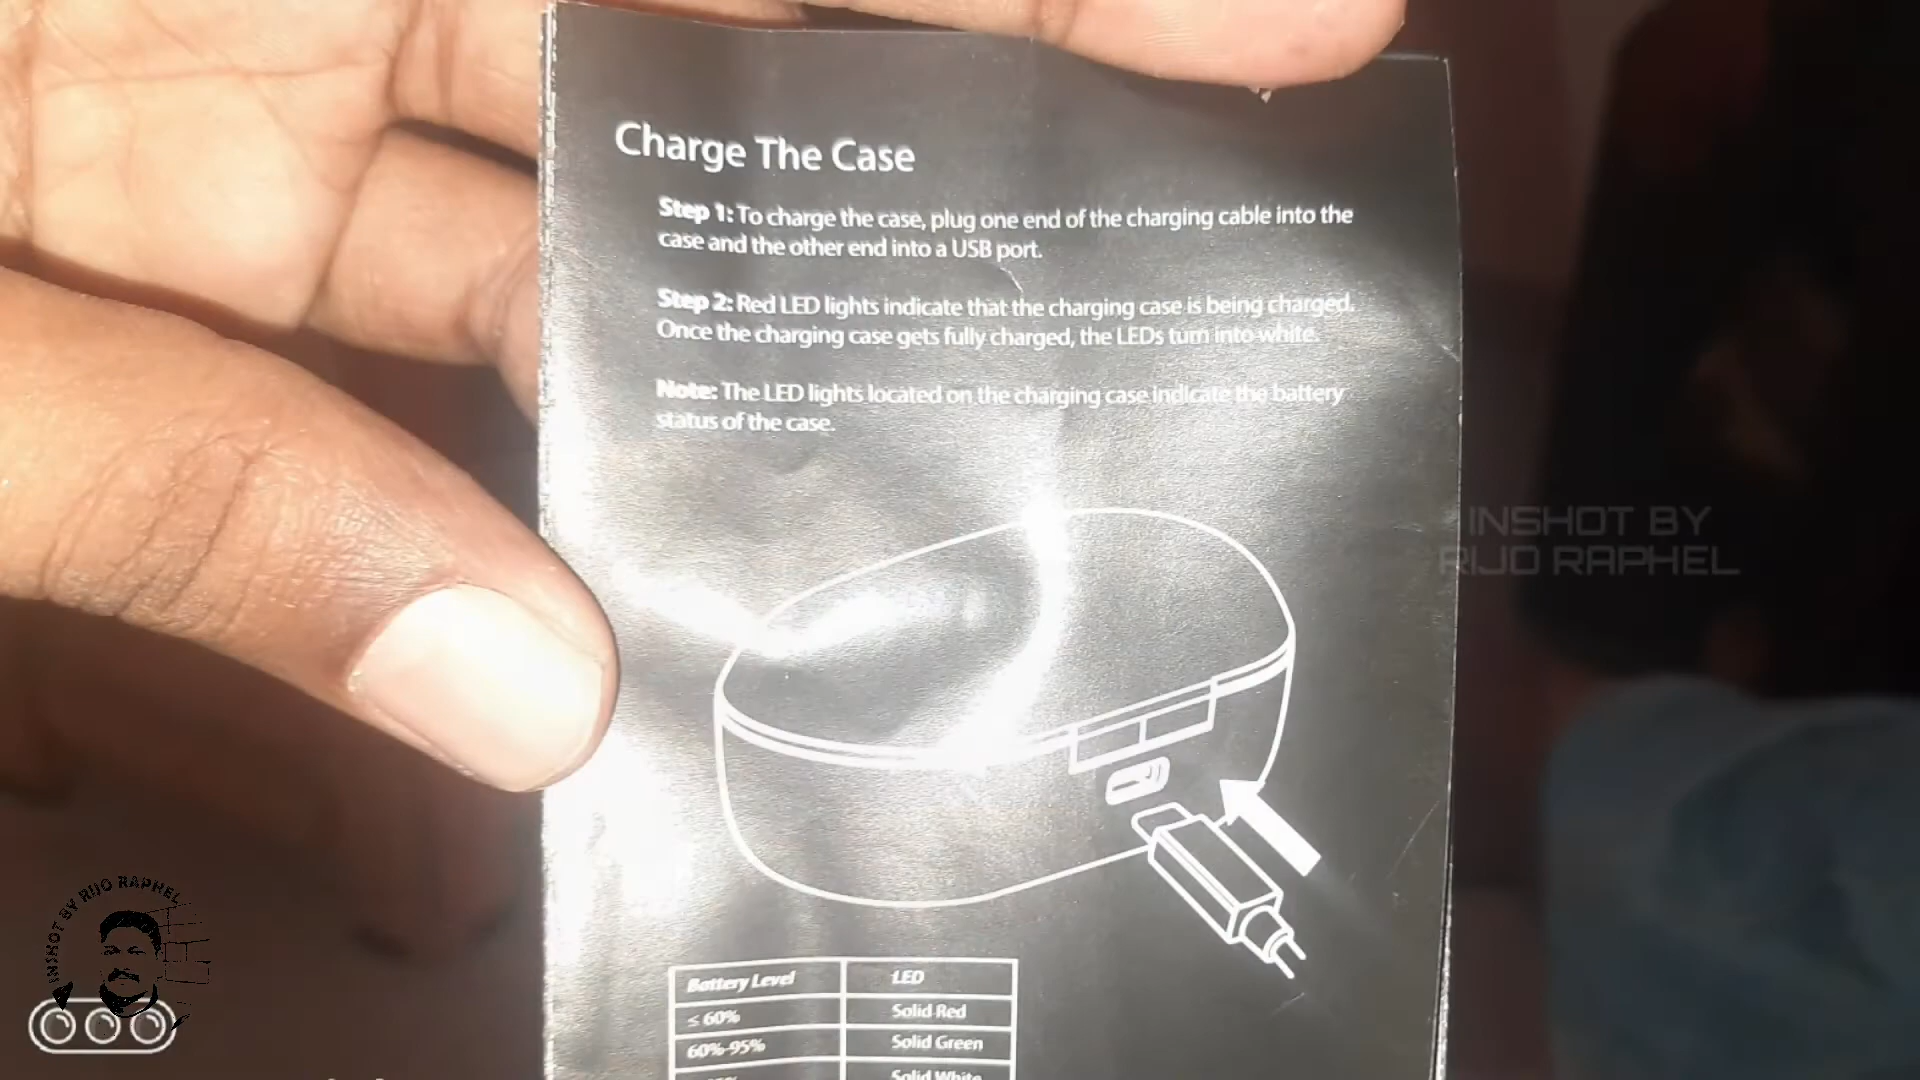 Charge The Case
Step 1: To charge the case, plug one end of the charging cable into the
case and the other end into a USB port.
Step 2: Red LED lights indicate that the charging case is being charged.
Once the charging case gets fully charged, the LEDs turn into white.
Note: The LED lights located on the charging case indicate the battery
status of the case.
INSHOT BY
RIJO RAPHEL
INSHOT BY RIJO RAPHEL
Battery Level LED
≤ 60% Solid Red
60%-95% Solid Green
Solid White